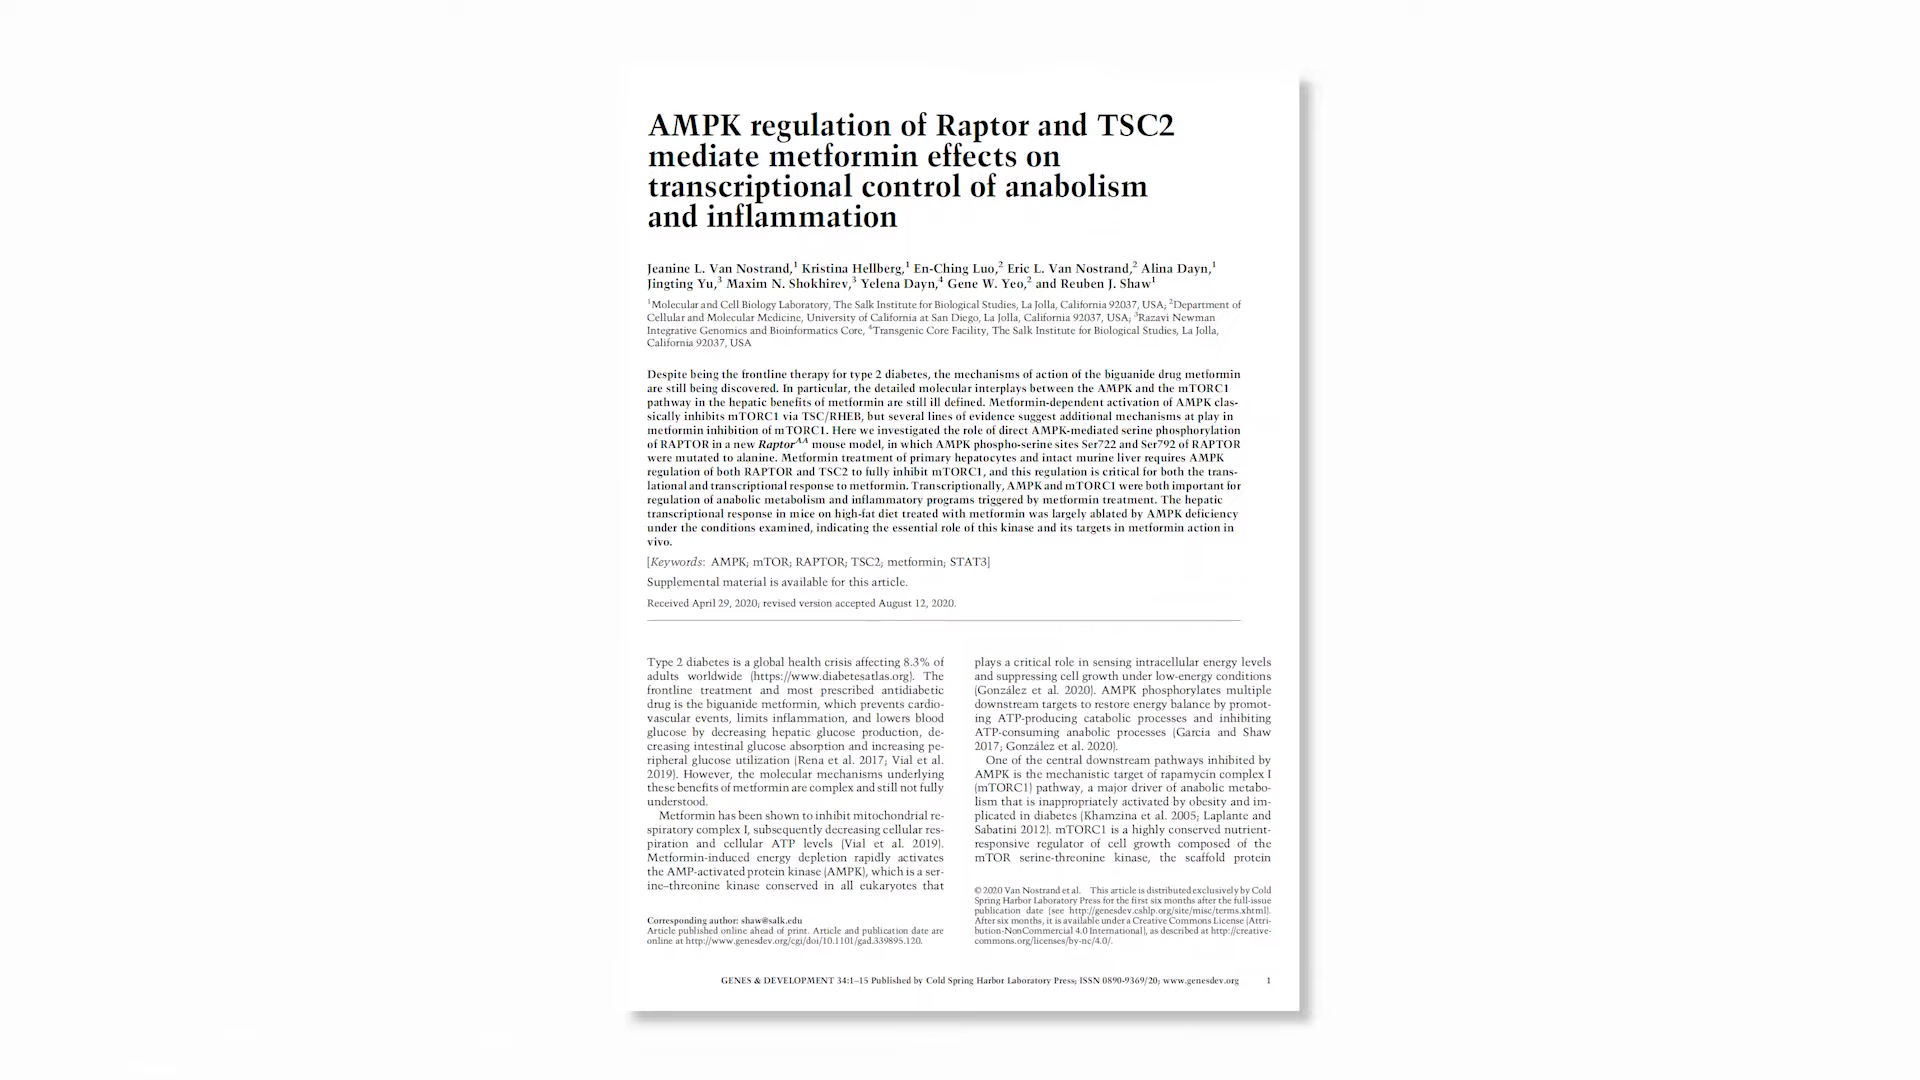 AMPK regulation of Raptor and TSC2
mediate metformin effects on
transcriptional control of anabolism
and inflammation
Jeanine L. Van Nostrand,1 Kristina Hellberg,1 En-Ching Luo,2 Eric L. Van Nostrand,2 Alina Dayn,1
Jingting Yu,3 Maxim N. Shokhirev,3 Yelena Dayn,4 Gene W. Yeo,2 and Reuben J. Shaw1
1Molecular and Cell Biology Laboratory, The Salk Institute for Biological Studies, La Jolla, California 92037, USA; 2Department of
Cellular and Molecular Medicine, University of California at San Diego, La Jolla, California 92037, USA; 3Razavi Newman
Integrative Genomics and Bioinformatics Core, 4Transgenic Core Facility, The Salk Institute for Biological Studies, La Jolla,
California 92037, USA
Despite being the frontline therapy for type 2 diabetes, the mechanisms of action of the biguanide drug metformin
are still being discovered. In particular, the detailed molecular interplays between the AMPK and the mTORC1
pathway in the hepatic benefits of metformin are still ill defined. Metformin-dependent activation of AMPK clas-
sically inhibits mTORC1 via TSC/RHEB, but several lines of evidence suggest additional mechanisms at play in
metformin inhibition of mTORC1. Here we investigated the role of direct AMPK-mediated serine phosphorylation
of RAPTOR in a new RaptorAA mouse model, in which AMPK phospho-serine sites Ser722 and Ser792 of RAPTOR
were mutated to alanine. Metformin treatment of primary hepatocytes and intact murine liver requires AMPK
regulation of both RAPTOR and TSC2 to fully inhibit mTORC1, and this regulation is critical for both the trans-
lational and transcriptional response to metformin. Transcriptionally, AMPK and mTORC1 were both important for
regulation of anabolic metabolism and inflammatory programs triggered by metformin treatment. The hepatic
transcriptional response in mice on high-fat diet treated with metformin was largely ablated by AMPK deficiency
under the conditions examined, indicating the essential role of this kinase and its targets in metformin action in
vivo.
[Keywords: AMPK; mTOR; RAPTOR; TSC2; metformin; STAT3]
Supplemental material is available for this article.
Received April 29, 2020; revised version accepted August 12, 2020.
Type 2 diabetes is a global health crisis affecting 8.3% of
adults worldwide (https://www.diabetesatlas.org). The
frontline treatment and most prescribed antidiabetic
drug is the biguanide metformin, which prevents cardio-
vascular events, limits inflammation, and lowers blood
glucose by decreasing hepatic glucose production, de-
creasing intestinal glucose absorption and increasing pe-
ripheral glucose utilization (Rena et al. 2017; Vial et al.
2019). However, the molecular mechanisms underlying
these benefits of metformin are complex and still not fully
understood.
Metformin has been shown to inhibit mitochondrial re-
spiratory complex I, subsequently decreasing cellular res-
piration and cellular ATP levels (Vial et al. 2019).
Metformin-induced energy depletion rapidly activates
the AMP-activated protein kinase (AMPK), which is a ser-
ine–threonine kinase conserved in all eukaryotes that
Corresponding author: shaw@salk.edu
Article published online ahead of print. Article and publication date are
online at http://www.genesdev.org/cgi/doi/10.1101/gad.339895.120.
plays a critical role in sensing intracellular energy levels
and suppressing cell growth under low-energy conditions
(González et al. 2020). AMPK phosphorylates multiple
downstream targets to restore energy balance by promot-
ing ATP-producing catabolic processes and inhibiting
ATP-consuming anabolic processes (Garcia and Shaw
2017; González et al. 2020).
One of the central downstream pathways inhibited by
AMPK is the mechanistic target of rapamycin complex I
(mTORC1) pathway, a major driver of anabolic metabo-
lism that is inappropriately activated by obesity and im-
plicated in diabetes (Khamzina et al. 2005; Laplante and
Sabatini 2012). mTORC1 is a highly conserved nutrient-
responsive regulator of cell growth composed of the
mTOR serine-threonine kinase, the scaffold protein
© 2020 Van Nostrand et al. This article is distributed exclusively by Cold
Spring Harbor Laboratory Press for the first six months after the full-issue
publication date (see http://genesdev.cshlp.org/site/misc/terms.xhtml).
After six months, it is available under a Creative Commons License (Attri-
bution-NonCommercial 4.0 International), as described at http://creative-
commons.org/licenses/by-nc/4.0/.
GENES & DEVELOPMENT 34:1–15 Published by Cold Spring Harbor Laboratory Press; ISSN 0890-9369/20; www.genesdev.org 1